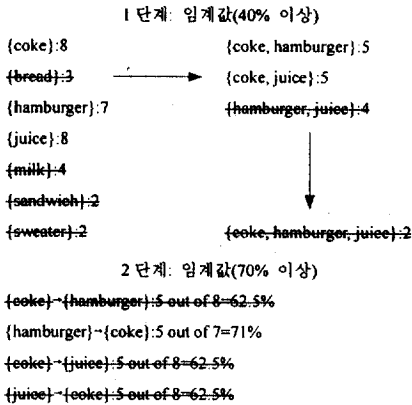 1 단계: 임계값(40% 이상)
{coke}:8
{bread}:3
{hamburger}:7
{juice}:8
{milk}:4
{sandwich}:2
{sweater}:2
{coke, hamburger}:5
{coke, juice}:5
{hamburger, juice}:4
{coke, hamburger, juice}:2
2 단계: 임계값(70% 이상)
{coke}→{hamburger}:5 out of 8=62.5%
{hamburger}→{coke}:5 out of 7=71%
{coke}→{juice}:5 out of 8=62.5%
{juice}→{coke}:5 out of 8=62.5%